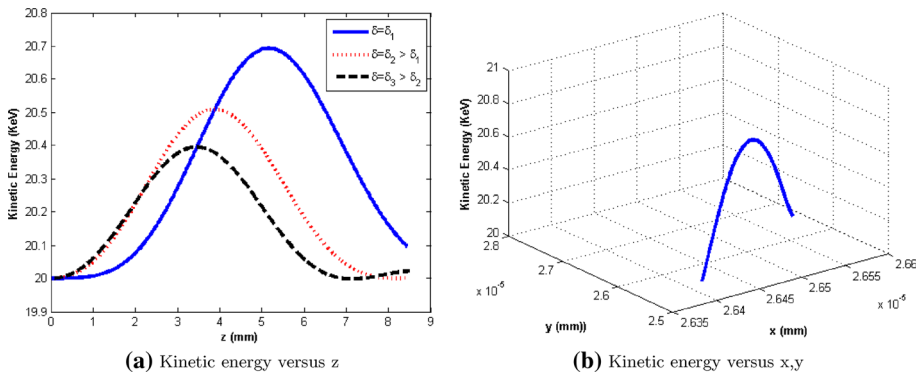 20.8
20.7
20.6
20.5
20.4
20.3
20.2
20.1
20
19.9
Kinetic Energy (KeV)
0 1 2 3 4 5 6 7 8 9
z (mm)
δ=δ1
δ=δ2 > δ1
δ=δ3 > δ2
(a) Kinetic energy versus z
21
20.8
20.6
20.4
20.2
20
Kinetic Energy (KeV)
2.8
2.7
2.6
2.5
x 10-5
y (mm))
2.635
2.64
2.645
2.65
2.655
2.66
x 10-5
x (mm)
(b) Kinetic energy versus x,y